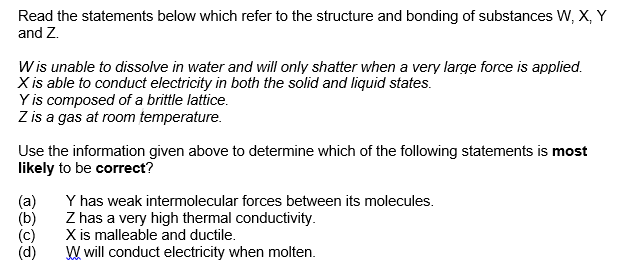 Read the statements below which refer to the structure and bonding of substances W, X, Y
and Z.
W is unable to dissolve in water and will only shatter when a very large force is applied.
X is able to conduct electricity in both the solid and liquid states.
Y is composed of a brittle lattice.
Z is a gas at room temperature.
Use the information given above to determine which of the following statements is most
likely to be correct?
(a) Y has weak intermolecular forces between its molecules.
(b) Z has a very high thermal conductivity.
(c) X is malleable and ductile.
(d) W will conduct electricity when molten.